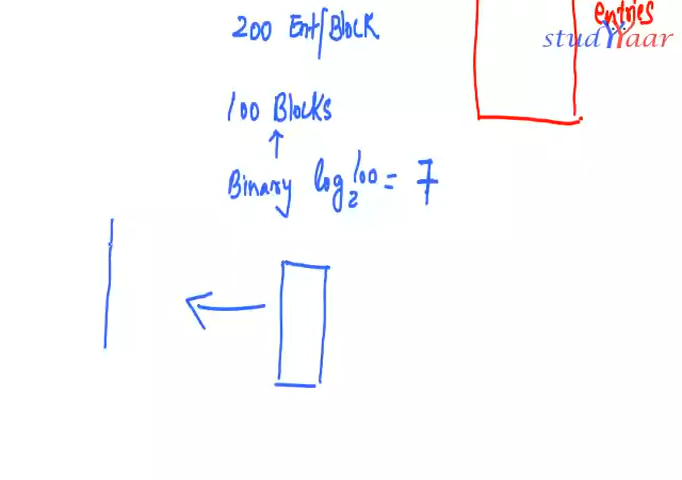 entries
studYaar
200 Ent/Block
100 Blocks
Binary log₂100 = 7